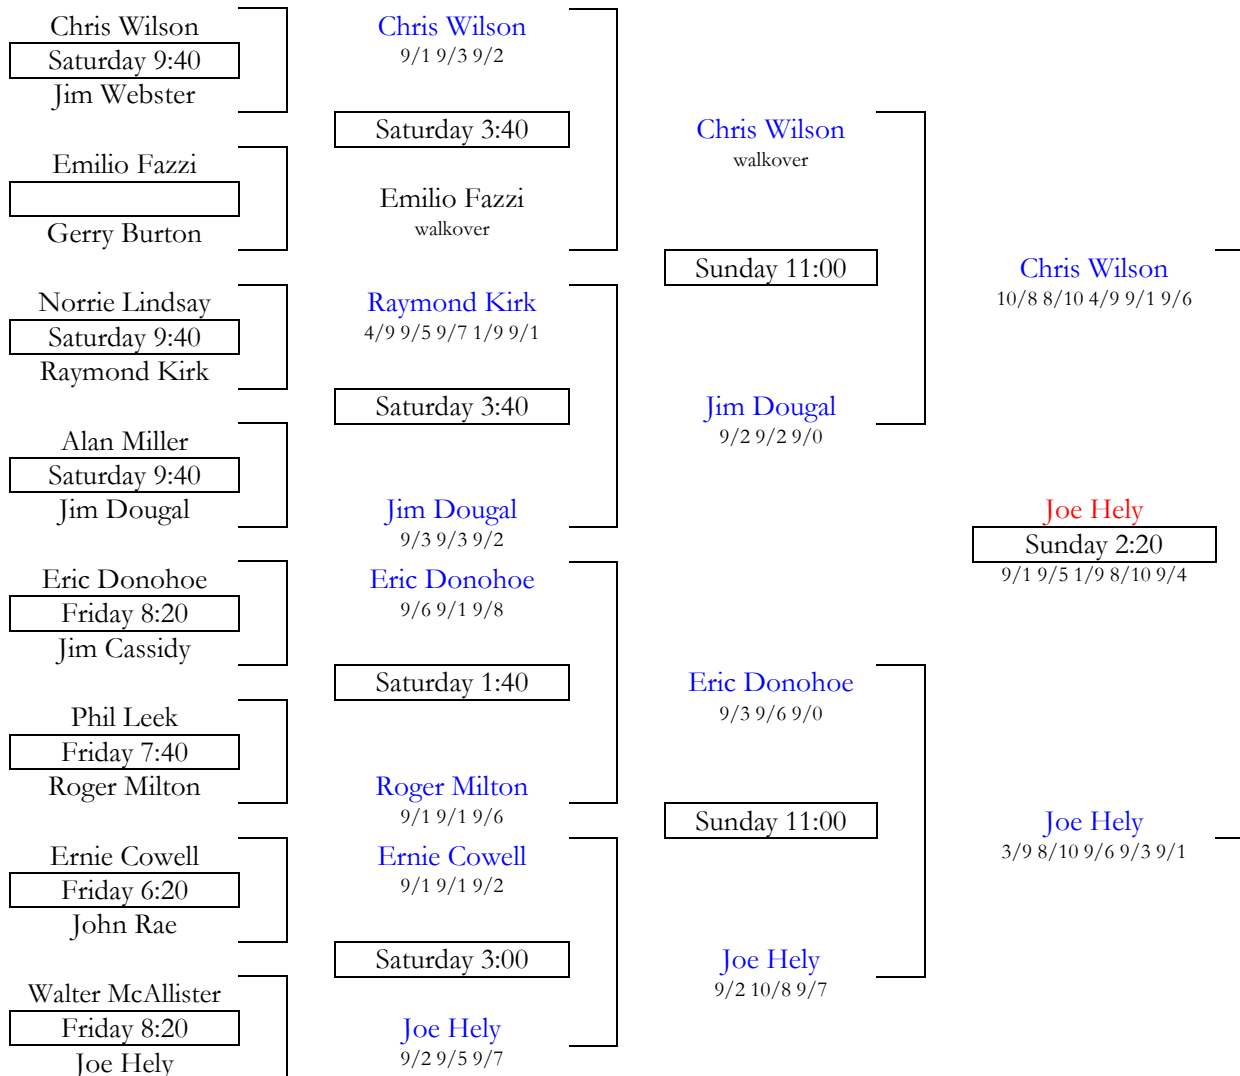 Chris Wilson
Saturday 9:40
Jim Webster
Emilio Fazzi
Gerry Burton
Norrie Lindsay
Saturday 9:40
Raymond Kirk
Alan Miller
Saturday 9:40
Jim Dougal
Eric Donohoe
Friday 8:20
Jim Cassidy
Phil Leek
Friday 7:40
Roger Milton
Ernie Cowell
Friday 6:20
John Rae
Walter McAllister
Friday 8:20
Joe Hely
Chris Wilson
9/1 9/3 9/2
Saturday 3:40
Emilio Fazzi
walkover
Raymond Kirk
4/9 9/5 9/7 1/9 9/1
Saturday 3:40
Jim Dougal
9/3 9/3 9/2
Eric Donohoe
9/6 9/1 9/8
Saturday 1:40
Roger Milton
9/1 9/1 9/6
Ernie Cowell
9/1 9/1 9/2
Saturday 3:00
Joe Hely
9/2 9/5 9/7
Chris Wilson
walkover
Sunday 11:00
Jim Dougal
9/2 9/2 9/0
Eric Donohoe
9/3 9/6 9/0
Sunday 11:00
Joe Hely
9/2 10/8 9/7
Chris Wilson
10/8 8/10 4/9 9/1 9/6
Joe Hely
Sunday 2:20
9/1 9/5 1/9 8/10 9/4
Joe Hely
3/9 8/10 9/6 9/3 9/1